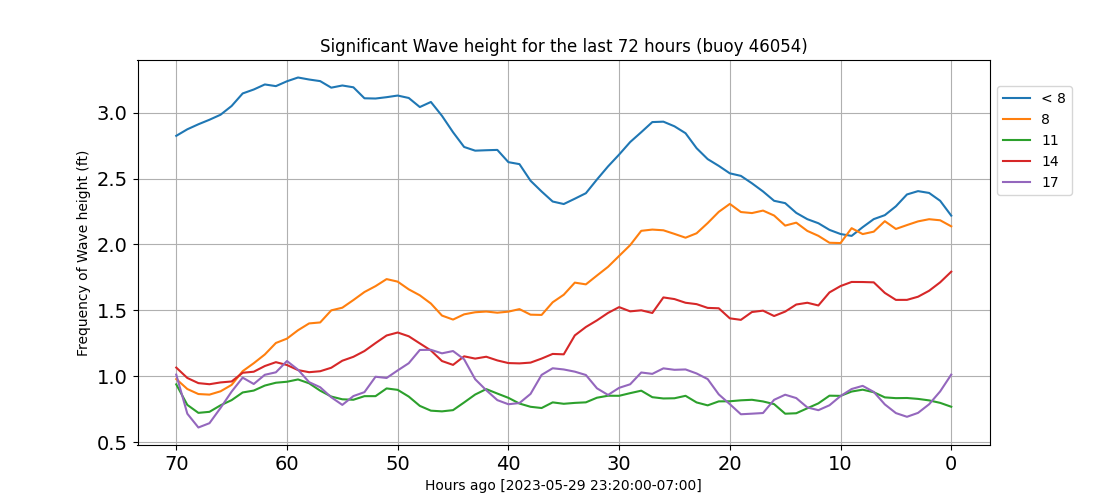 Significant Wave height for the last 72 hours (buoy 46054)
Frequency of Wave height (ft)
3.0
2.5
2.0
1.5
1.0
0.5
70 60 50 40 30 20 10 0
Hours ago [2023-05-29 23:20:00-07:00]
< 8
8
11
14
17